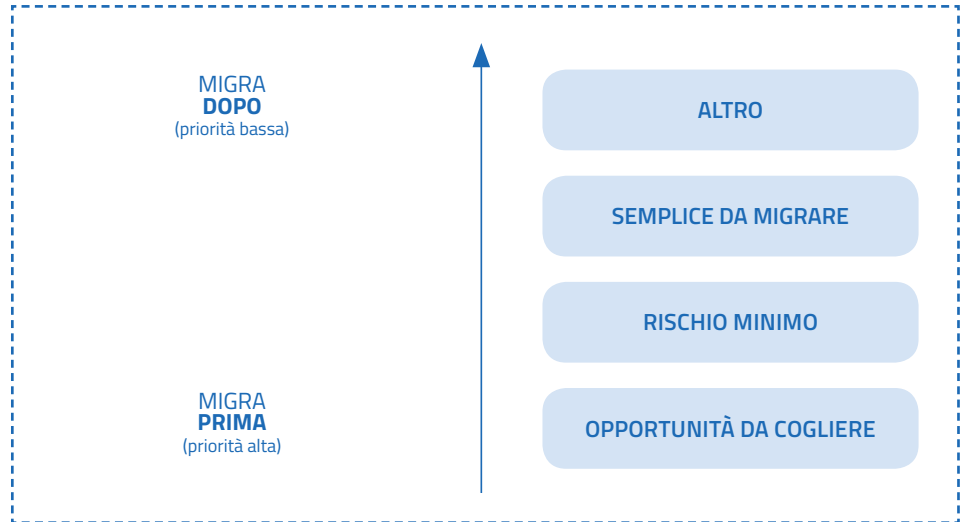 MIGRA
DOPO
(priorità bassa)
ALTRO
SEMPLICE DA MIGRARE
RISCHIO MINIMO
MIGRA
PRIMA
(priorità alta)
OPPORTUNITÀ DA COGLIERE